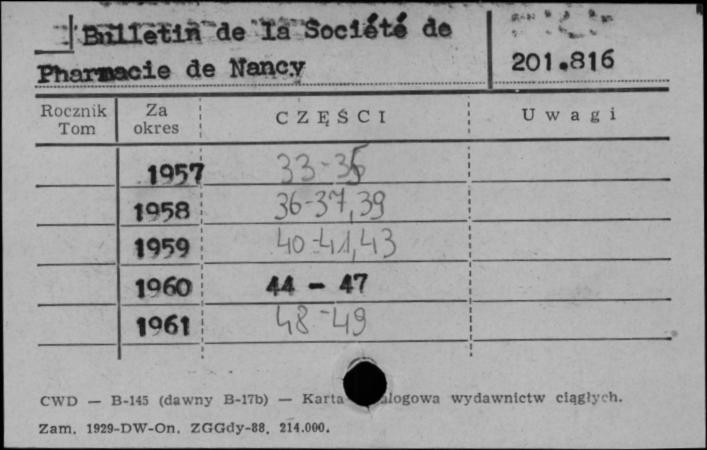 Bulletin de la Société de
Pharmacie de Nancy
201.816
Rocznik Tom Za okres CZĘŚCI Uwagi
1957 33-35
1958 36-37,39
1959 40-41,43
1960 44 - 47
1961 48-49
CWD — B-145 (dawny B-17b) — Karta wydawnictw ciągłych.
Zam. 1929-DW-On. ZGGdy-88. 214.000.